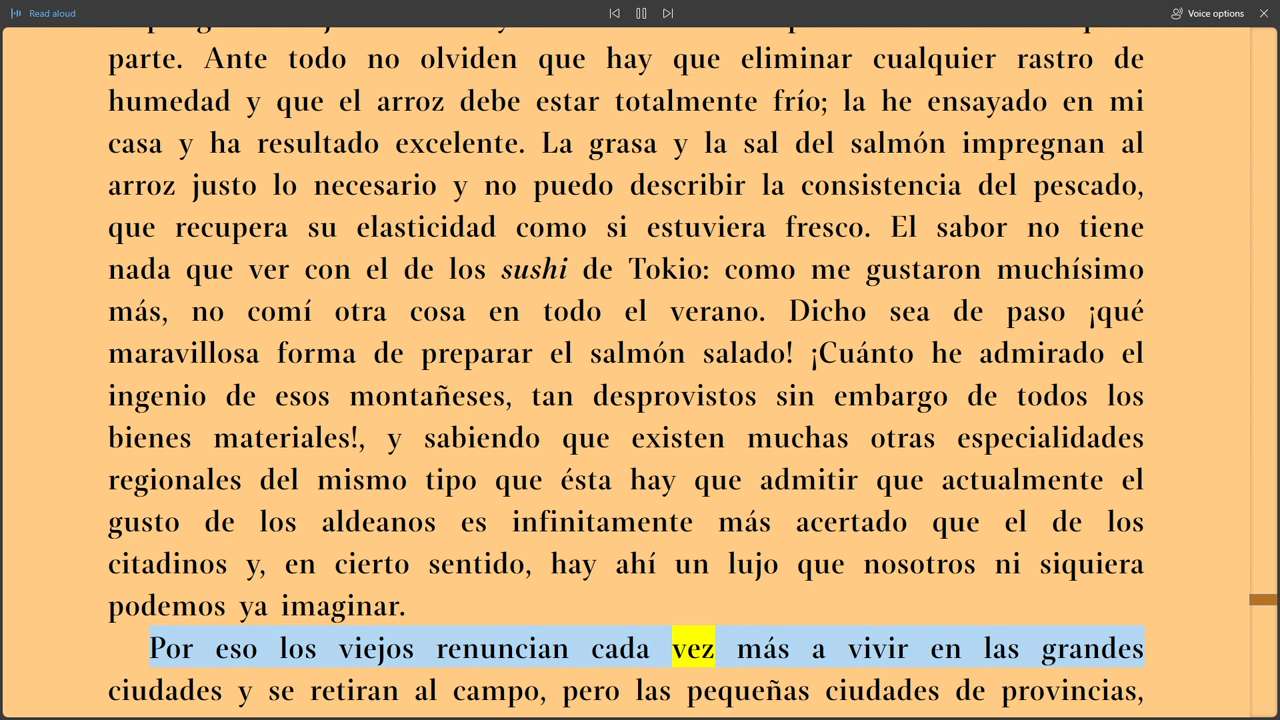 Read aloud
Voice options
parte. Ante todo no olviden que hay que eliminar cualquier rastro de
humedad y que el arroz debe estar totalmente frío; la he ensayado en mi
casa y ha resultado excelente. La grasa y la sal del salmón impregnan al
arroz justo lo necesario y no puedo describir la consistencia del pescado,
que recupera su elasticidad como si estuviera fresco. El sabor no tiene
nada que ver con el de los sushi de Tokio: como me gustaron muchísimo
más, no comí otra cosa en todo el verano. Dicho sea de paso ¡qué
maravillosa forma de preparar el salmón salado! ¡Cuánto he admirado el
ingenio de esos montañeses, tan desprovistos sin embargo de todos los
bienes materiales!, y sabiendo que existen muchas otras especialidades
regionales del mismo tipo que ésta hay que admitir que actualmente el
gusto de los aldeanos es infinitamente más acertado que el de los
citadinos y, en cierto sentido, hay ahí un lujo que nosotros ni siquiera
podemos ya imaginar.
Por eso los viejos renuncian cada vez más a vivir en las grandes
ciudades y se retiran al campo, pero las pequeñas ciudades de provincias,